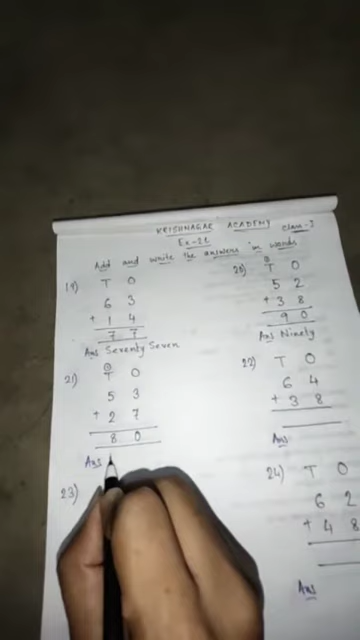 KRISHNAGAR ACADEMY Class-I
Ex-21
Add and write the answers in words
19) T O
6 3
+ 1 4
7 7
Ans Seventy Seven
20) T O
5 2
+ 3 8
9 0
Ans Ninety
21) T O
5 3
+ 2 7
8 0
Ans
22) T O
6 4
+ 3 8
Ans
23)
24) T O
6 2
+ 4 8
Ans